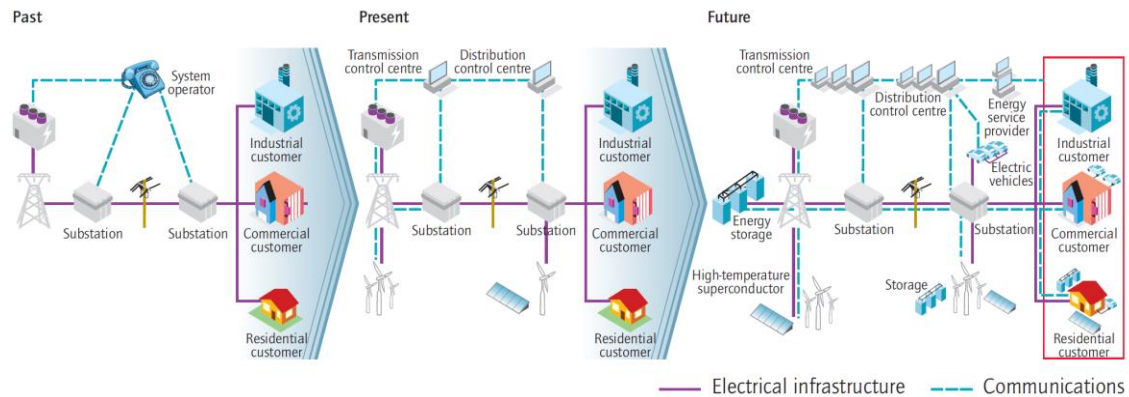 Past
System
operator
Substation
Substation
Industrial
customer
Commercial
customer
Residential
customer
Present
Transmission
control centre
Distribution
control centre
Substation
Substation
Industrial
customer
Commercial
customer
Residential
customer
Future
Transmission
control centre
Distribution
control centre
Energy
service
provider
Electric
vehicles
Energy
storage
Substation
Substation
High-temperature
superconductor
Storage
Industrial
customer
Commercial
customer
Residential
customer
Electrical infrastructure
Communications